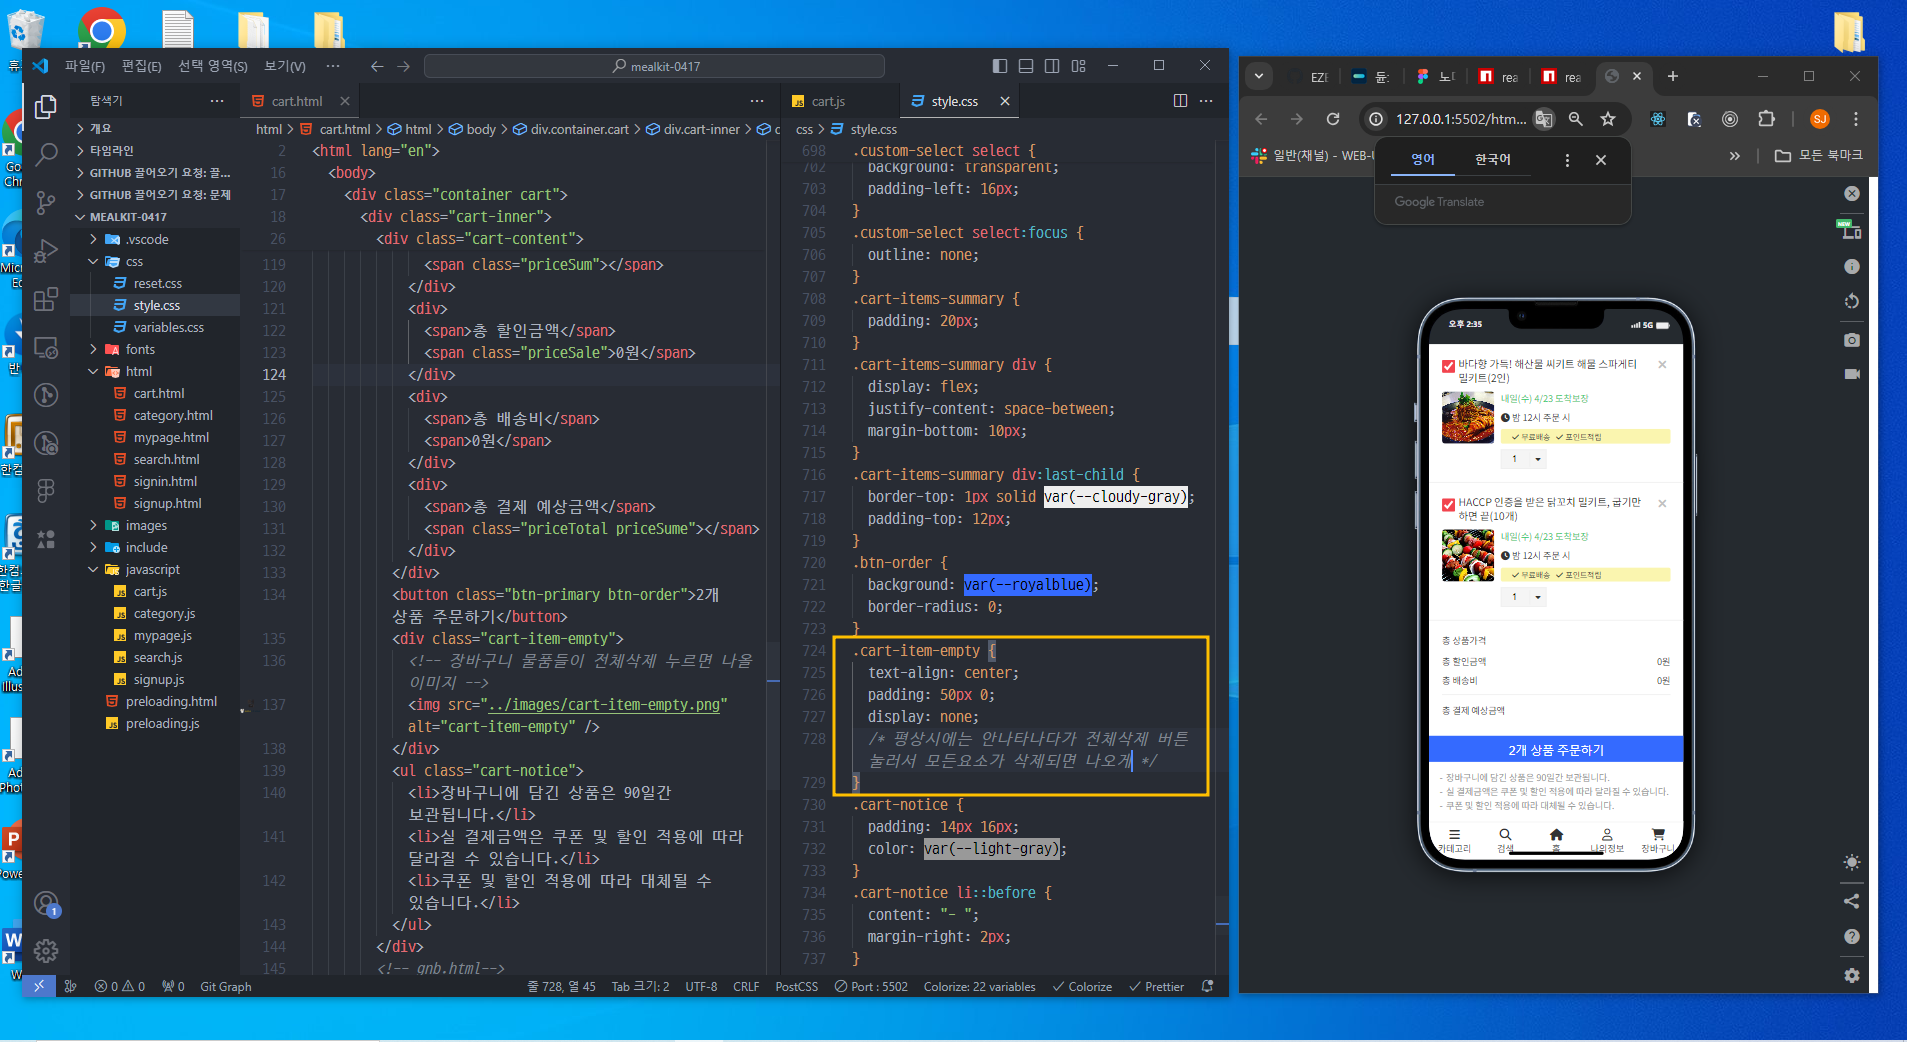 파일(F) 편집(E) 선택 영역(S) 보기(V) ··· mealkit-0417
탐색기 ···
개요
타임라인
GITHUB 끌어오기 요청: 끌...
GITHUB 끌어오기 요청: 문제
MEALKIT-0417
.vscode
css
reset.css
style.css
variables.css
fonts
html
cart.html
category.html
mypage.html
search.html
signin.html
signup.html
images
include
javascript
cart.js
category.js
mypage.js
search.js
signup.js
preloading.html
preloading.js
cart.html
html > cart.html > html > body > div.container.cart > div.cart-inner >
2 <html lang="en">
16 <body>
17 <div class="container cart">
18 <div class="cart-inner">
26 <div class="cart-content">
119 <span class="priceSum"></span>
120 </div>
121 <div>
122 <span>총 할인금액</span>
123 <span class="priceSale">0원</span>
124 </div>
125 <div>
126 <span>총 배송비</span>
127 <span>0원</span>
128 </div>
129 <div>
130 <span>총 결제 예상금액</span>
131 <span class="priceTotal priceSume"></span>
132 </div>
133 </div>
134 <button class="btn-primary btn-order">2개
상품 주문하기</button>
135 <div class="cart-item-empty">
136 <!-- 장바구니 물품들이 전체삭제 누르면 나올
이미지 -->
137 <img src="../images/cart-item-empty.png"
alt="cart-item-empty" />
138 </div>
139 <ul class="cart-notice">
140 <li>장바구니에 담긴 상품은 90일간
보관됩니다.</li>
141 <li>실 결제금액은 쿠폰 및 할인 적용에 따라
달라질 수 있습니다.</li>
142 <li>쿠폰 및 할인 적용에 따라 대체될 수
있습니다.</li>
143 </ul>
144 </div>
145 <!-- gnb.html-->
cart.js style.css
css > style.css
698 .custom-select select {
702 background: transparent;
703 padding-left: 16px;
704 }
705 .custom-select select:focus {
706 outline: none;
707 }
708 .cart-items-summary {
709 padding: 20px;
710 }
711 .cart-items-summary div {
712 display: flex;
713 justify-content: space-between;
714 margin-bottom: 10px;
715 }
716 .cart-items-summary div:last-child {
717 border-top: 1px solid var(--cloudy-gray);
718 padding-top: 12px;
719 }
720 .btn-order {
721 background: var(--royalblue);
722 border-radius: 0;
723 }
724 .cart-item-empty {
725 text-align: center;
726 padding: 50px 0;
727 display: none;
728 /* 평상시에는 안나타나다가 전체삭제 버튼
눌러서 모든요소가 삭제되면 나오게 */
729 }
730 .cart-notice {
731 padding: 14px 16px;
732 color: var(--light-gray);
733 }
734 .cart-notice li::before {
735 content: "- ";
736 margin-right: 2px;
737 }
1
0 0 0 Git Graph 줄 728, 열 45 Tab 크기: 2 UTF-8 CRLF PostCSS Port : 5502 Colorize: 22 variables Colorize Prettier
EZE 듄: 노 rea rea
127.0.0.1:5502/htm... SJ
일반(채널) - WEB-U 모든 북마크
영어 한국어
Google Translate
NEW
오후 2:35 5G
바다향 가득! 해산물 씨키트 해물 스파게티
밀키트(2인)
내일(수) 4/23 도착보장
밤 12시 주문 시
무료배송 포인트적립
1
HACCP 인증을 받은 닭꼬치 밀키트, 굽기만
하면 끝(10개)
내일(수) 4/23 도착보장
밤 12시 주문 시
무료배송 포인트적립
1
총 상품가격
총 할인금액 0원
총 배송비 0원
총 결제 예상금액
2개 상품 주문하기
- 장바구니에 담긴 상품은 90일간 보관됩니다.
- 실 결제금액은 쿠폰 및 할인 적용에 따라 달라질 수 있습니다.
- 쿠폰 및 할인 적용에 따라 대체될 수 있습니다.
카테고리 검색 홈 나의정보 장바구니